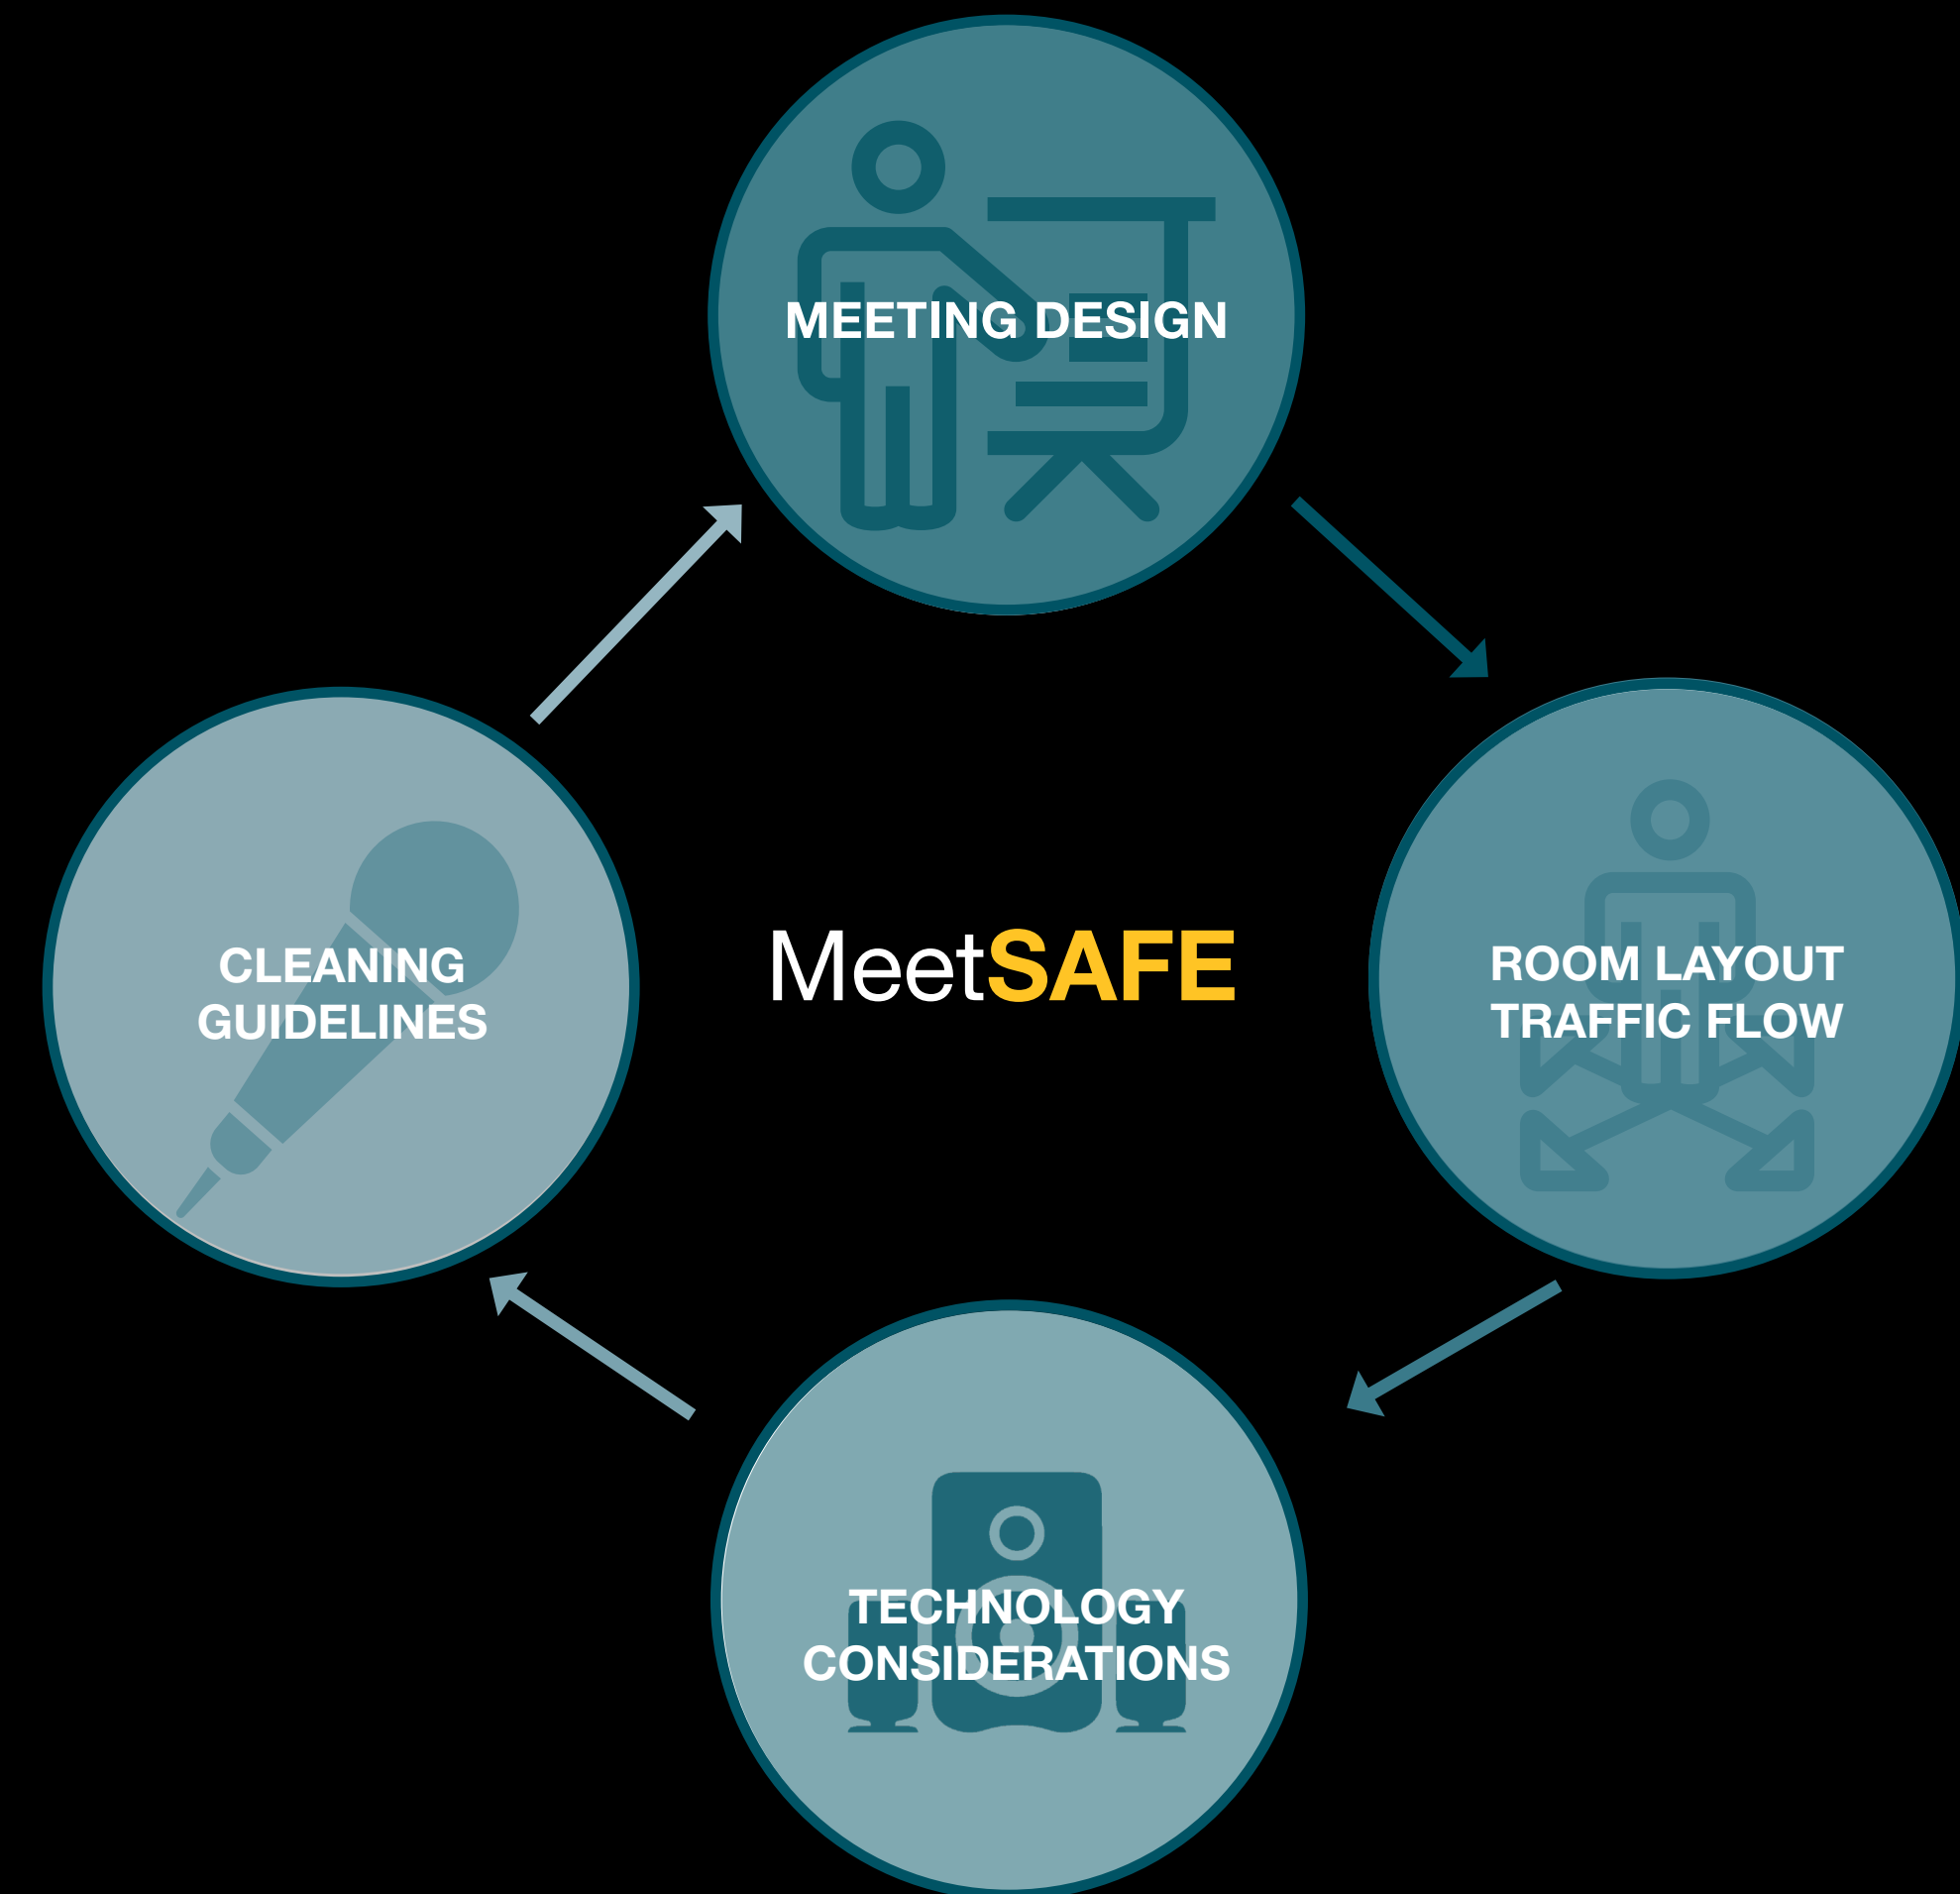 MEETING DESIGN
CLEANING
GUIDELINES
MeetSAFE
ROOM LAYOUT
TRAFFIC FLOW
TECHNOLOGY
CONSIDERATIONS